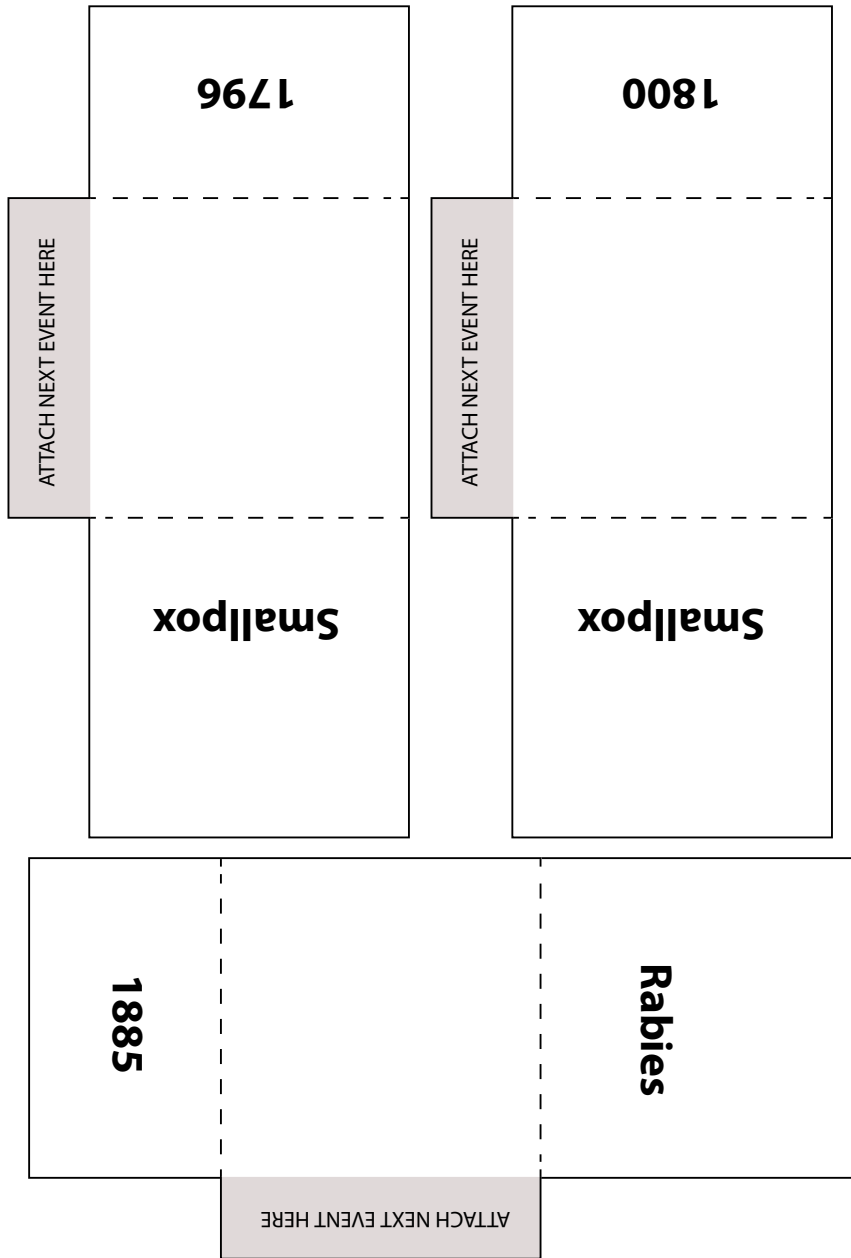 1796
ATTACH NEXT EVENT HERE
Smallpox
1800
ATTACH NEXT EVENT HERE
Smallpox
1885
Rabies
ATTACH NEXT EVENT HERE